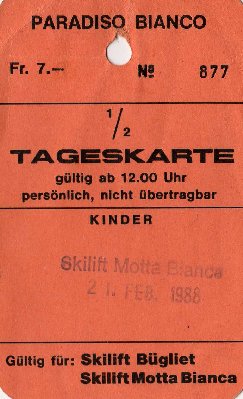 PARADISO BIANCO
Fr. 7.— № 877
1/2
TAGESKARTE
gültig ab 12.00 Uhr
persönlich, nicht übertragbar
KINDER
Skilift Motta Bianca
21. FEB. 1988
Gültig für: Skilift Bügliet
Skilift Motta Bianca